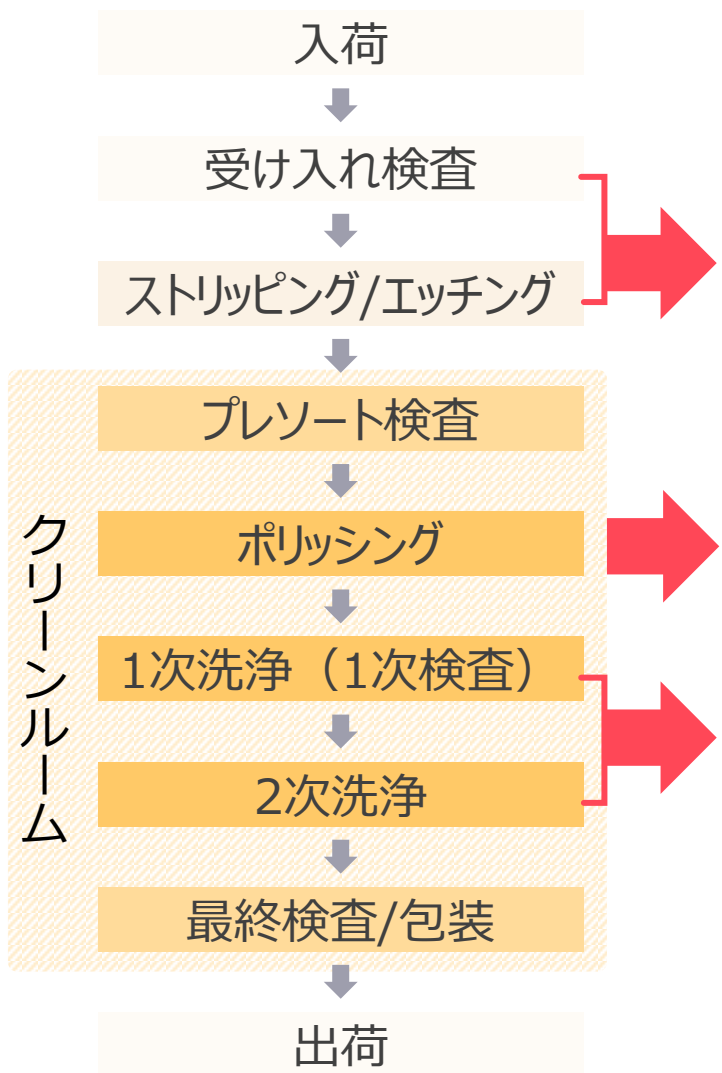 入荷
受け入れ検査
ストリッピング/エッチング
プレソート検査
クリーンルーム
ポリッシング
1次洗浄（1次検査）
2次洗浄
最終検査/包装
出荷